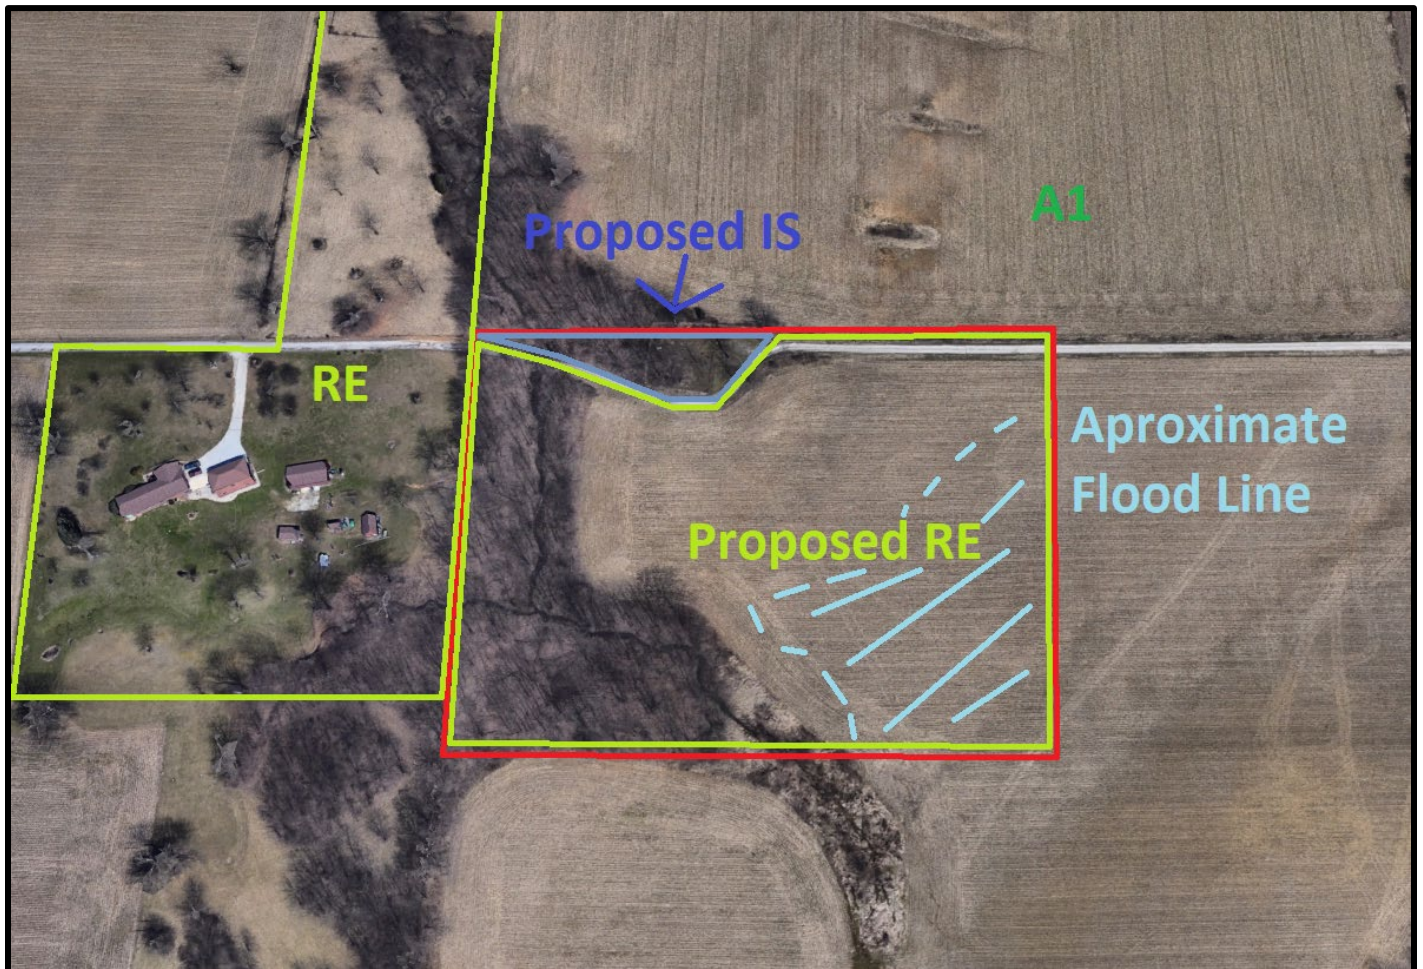 A1
Proposed IS
RE
Aproximate
Flood Line
Proposed RE